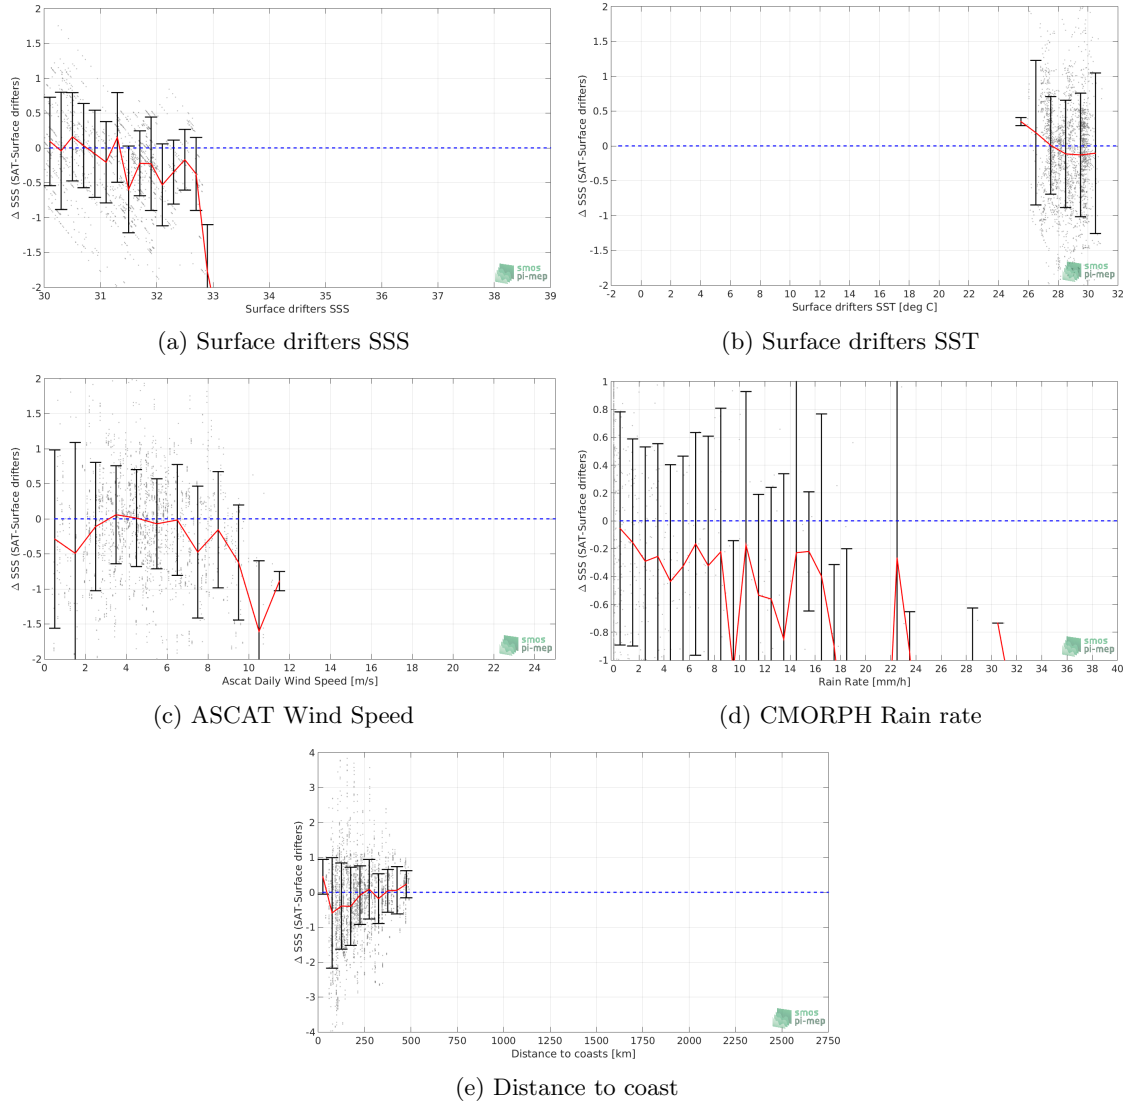 Δ SSS (SAT-Surface drifters)
2
1.5
1
0.5
0
-0.5
-1
-1.5
-2
30 31 32 33 34 35 36 37 38 39
Surface drifters SSS
smos
pi-mep
(a) Surface drifters SSS
Δ SSS (SAT-Surface drifters)
2
1.5
1
0.5
0
-0.5
-1
-1.5
-2
-2 0 2 4 6 8 10 12 14 16 18 20 22 24 26 28 30 32
Surface drifters SST [deg C]
smos
pi-mep
(b) Surface drifters SST
Δ SSS (SAT-Surface drifters)
2
1.5
1
0.5
0
-0.5
-1
-1.5
-2
0 2 4 6 8 10 12 14 16 18 20 22 24
Ascat Daily Wind Speed [m/s]
smos
pi-mep
(c) ASCAT Wind Speed
Δ SSS (SAT-Surface drifters)
1
0.8
0.6
0.4
0.2
0
-0.2
-0.4
-0.6
-0.8
-1
0 2 4 6 8 10 12 14 16 18 20 22 24 26 28 30 32 34 36 38 40
Rain Rate [mm/h]
smos
pi-mep
(d) CMORPH Rain rate
Δ SSS (SAT-Surface drifters)
4
3
2
1
0
-1
-2
-3
-4
0 250 500 750 1000 1250 1500 1750 2000 2250 2500 2750
Distance to coasts [km]
smos
pi-mep
(e) Distance to coast